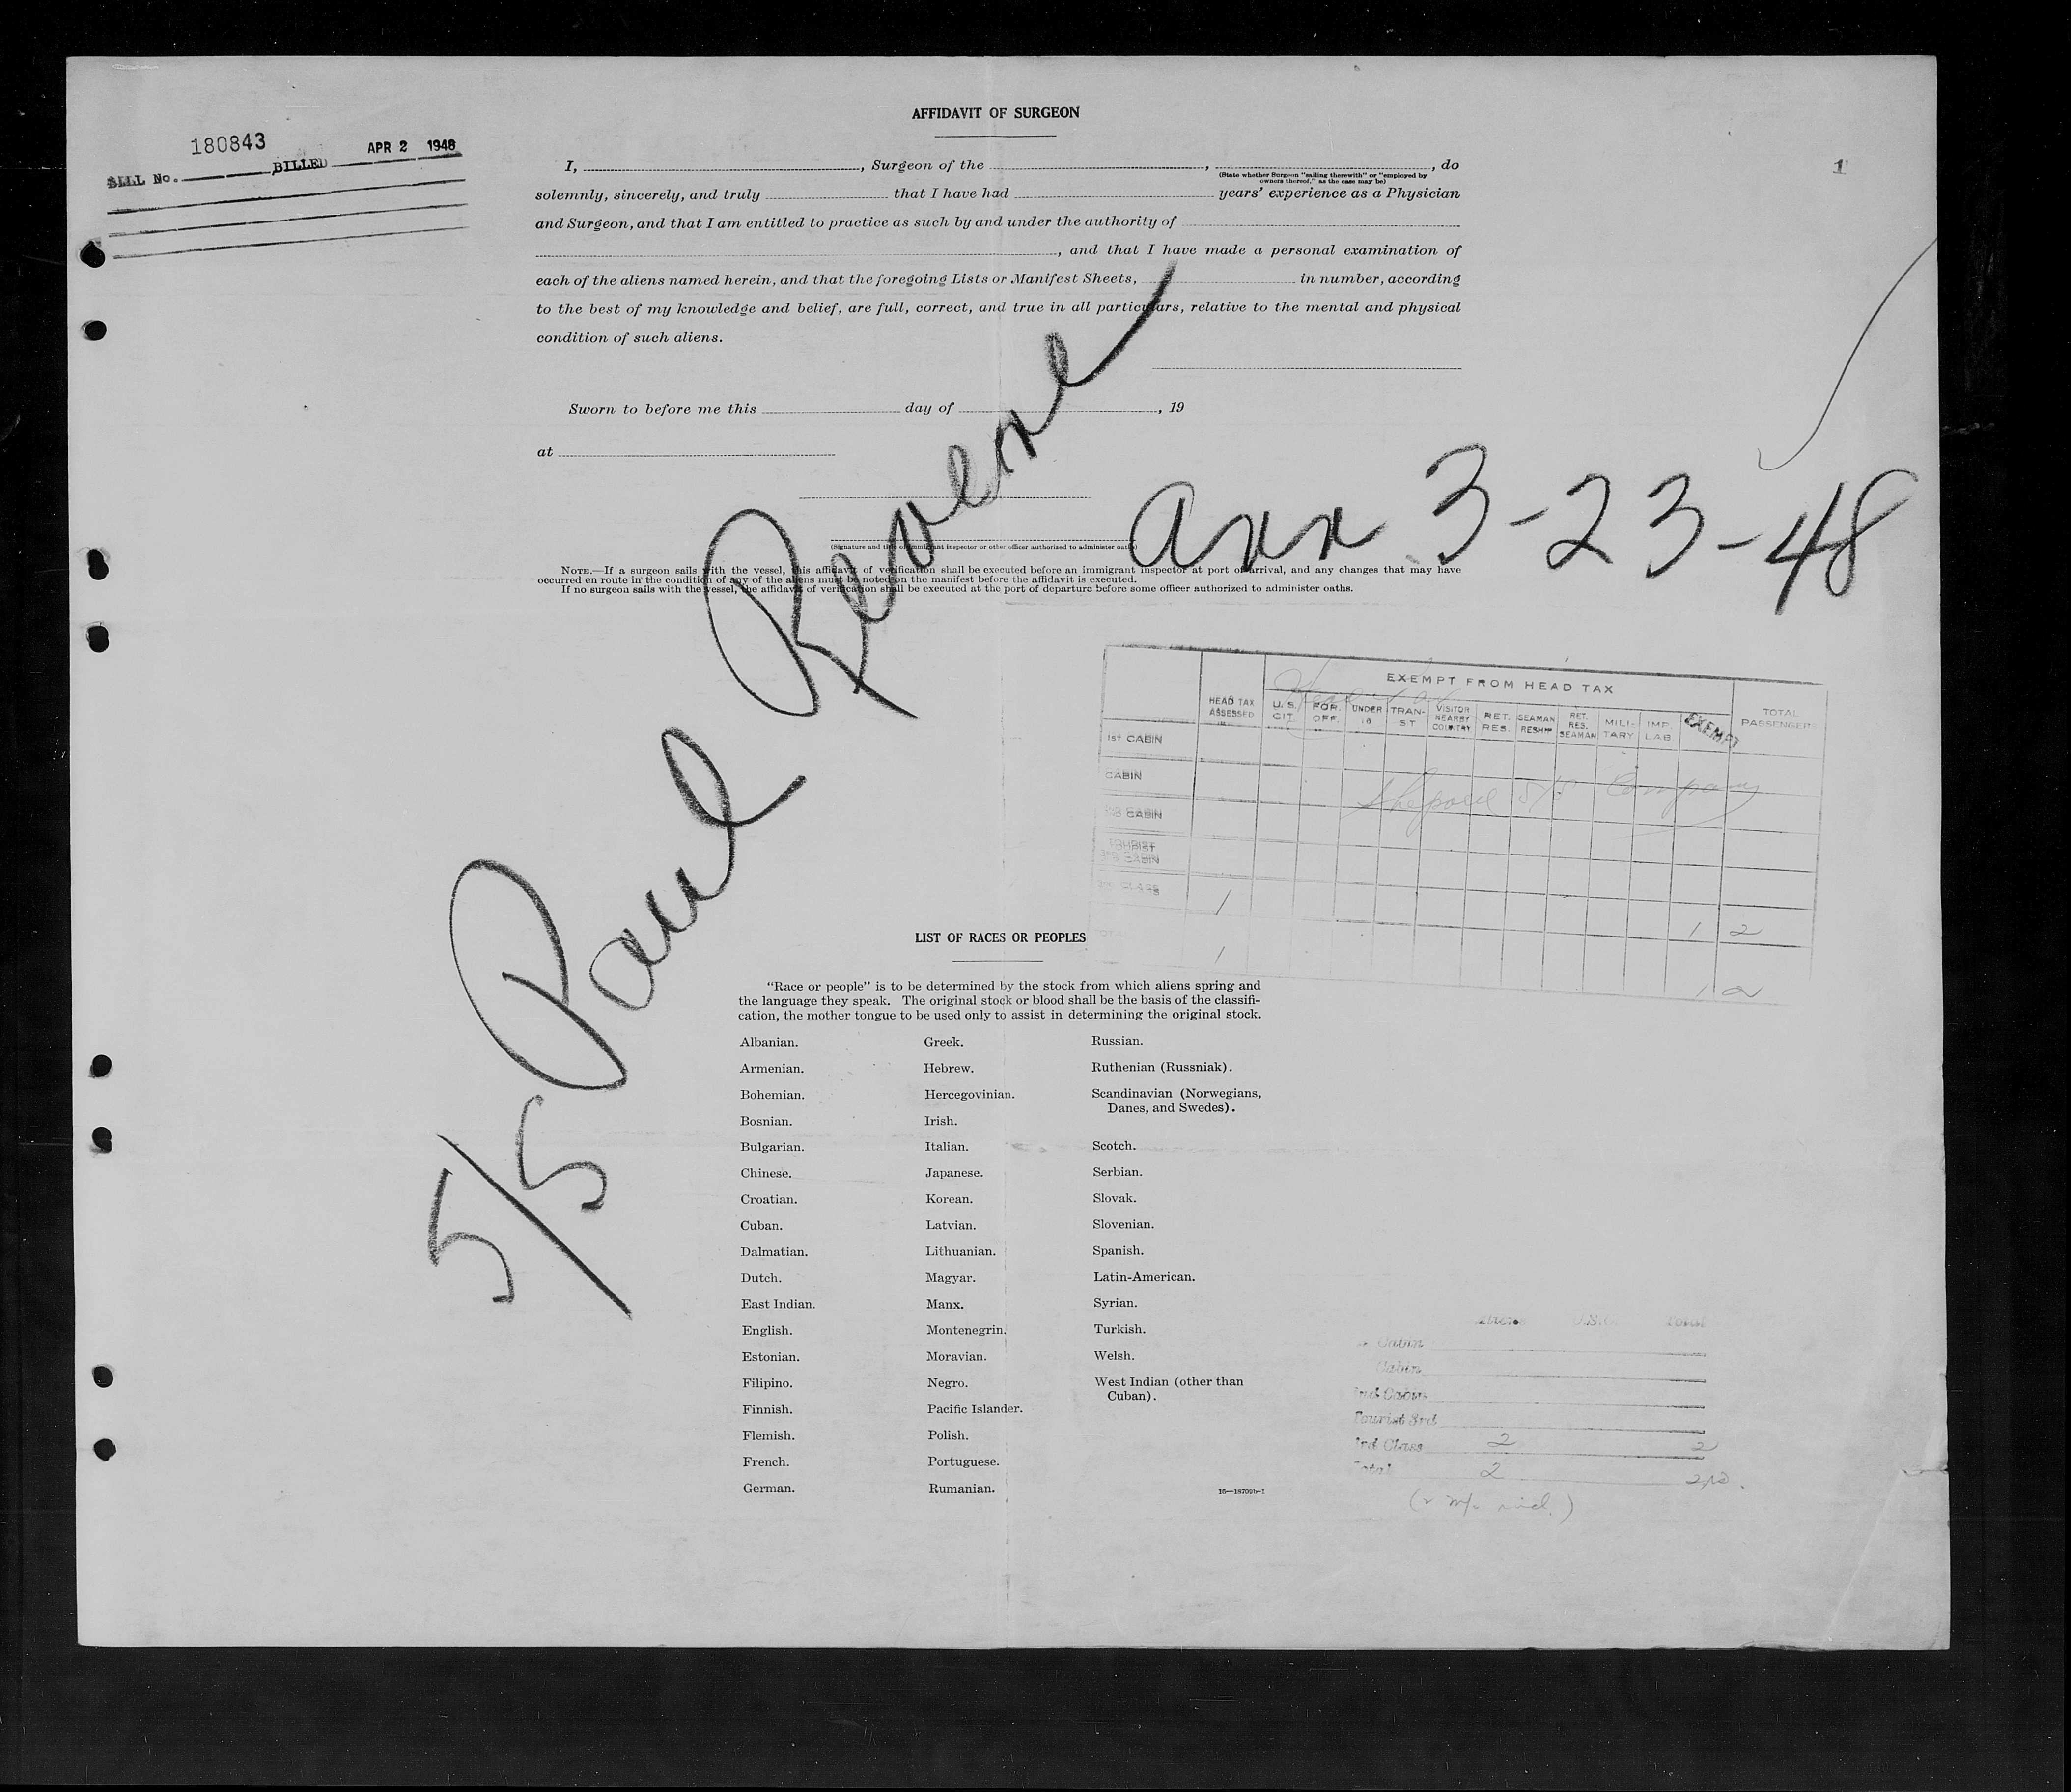 AFFIDAVIT OF SURGEON
180843
BILL No. BILLED APR 2 1948
1
I, , Surgeon of the , , do
(State whether Surgeon "sailing therewith" or "employed by
owners thereof," as the case may be)
solemnly, sincerely, and truly that I have had years' experience as a Physician
and Surgeon, and that I am entitled to practice as such by and under the authority of
, and that I have made a personal examination of
each of the aliens named herein, and that the foregoing Lists or Manifest Sheets, in number, according
to the best of my knowledge and belief, are full, correct, and true in all particulars, relative to the mental and physical
condition of such aliens.
Sworn to before me this day of , 19
at
(Signature and title of immigrant inspector or other officer authorized to administer oaths)
NOTE.—If a surgeon sails with the vessel, this affidavit of verification shall be executed before an immigrant inspector at port of arrival, and any changes that may have
occurred en route in the condition of any of the aliens must be noted on the manifest before the affidavit is executed.
If no surgeon sails with the vessel, the affidavit of verification shall be executed at the port of departure before some officer authorized to administer oaths.
S/S Paul Revere
arr 3-23-48
EXEMPT FROM HEAD TAX
HEAD TAX ASSESSED U.S. CIT. FOR. OFF. UNDER 16 TRANSIT VISITOR NEARBY COUNTRY RET. RES. SEAMAN RESHIP RET. RES. SEAMAN MILITARY IMP. LAB. EXEMPT TOTAL PASSENGERS
1st CABIN
CABIN
Shepard S/S Company
CABIN
TOURIST
CABIN
1 1 2
1 1 2
LIST OF RACES OR PEOPLES
"Race or people" is to be determined by the stock from which aliens spring and
the language they speak. The original stock or blood shall be the basis of the classifi-
cation, the mother tongue to be used only to assist in determining the original stock.
Albanian. Greek. Russian.
Armenian. Hebrew. Ruthenian (Russniak).
Bohemian. Hercegovinian. Scandinavian (Norwegians,
Danes, and Swedes).
Bosnian. Irish.
Bulgarian. Italian. Scotch.
Chinese. Japanese. Serbian.
Croatian. Korean. Slovak.
Cuban. Latvian. Slovenian.
Dalmatian. Lithuanian. Spanish.
Dutch. Magyar. Latin-American.
East Indian. Manx. Syrian.
English. Montenegrin. Turkish.
Estonian. Moravian. Welsh.
Filipino. Negro. West Indian (other than
Cuban).
Finnish. Pacific Islander.
Flemish. Polish.
French. Portuguese.
German. Rumanian.
16—18709b-1
U.S. Total
Cabin
Cabin
2nd Cabin
Tourist 3rd
3rd Class 2 2
Total 2